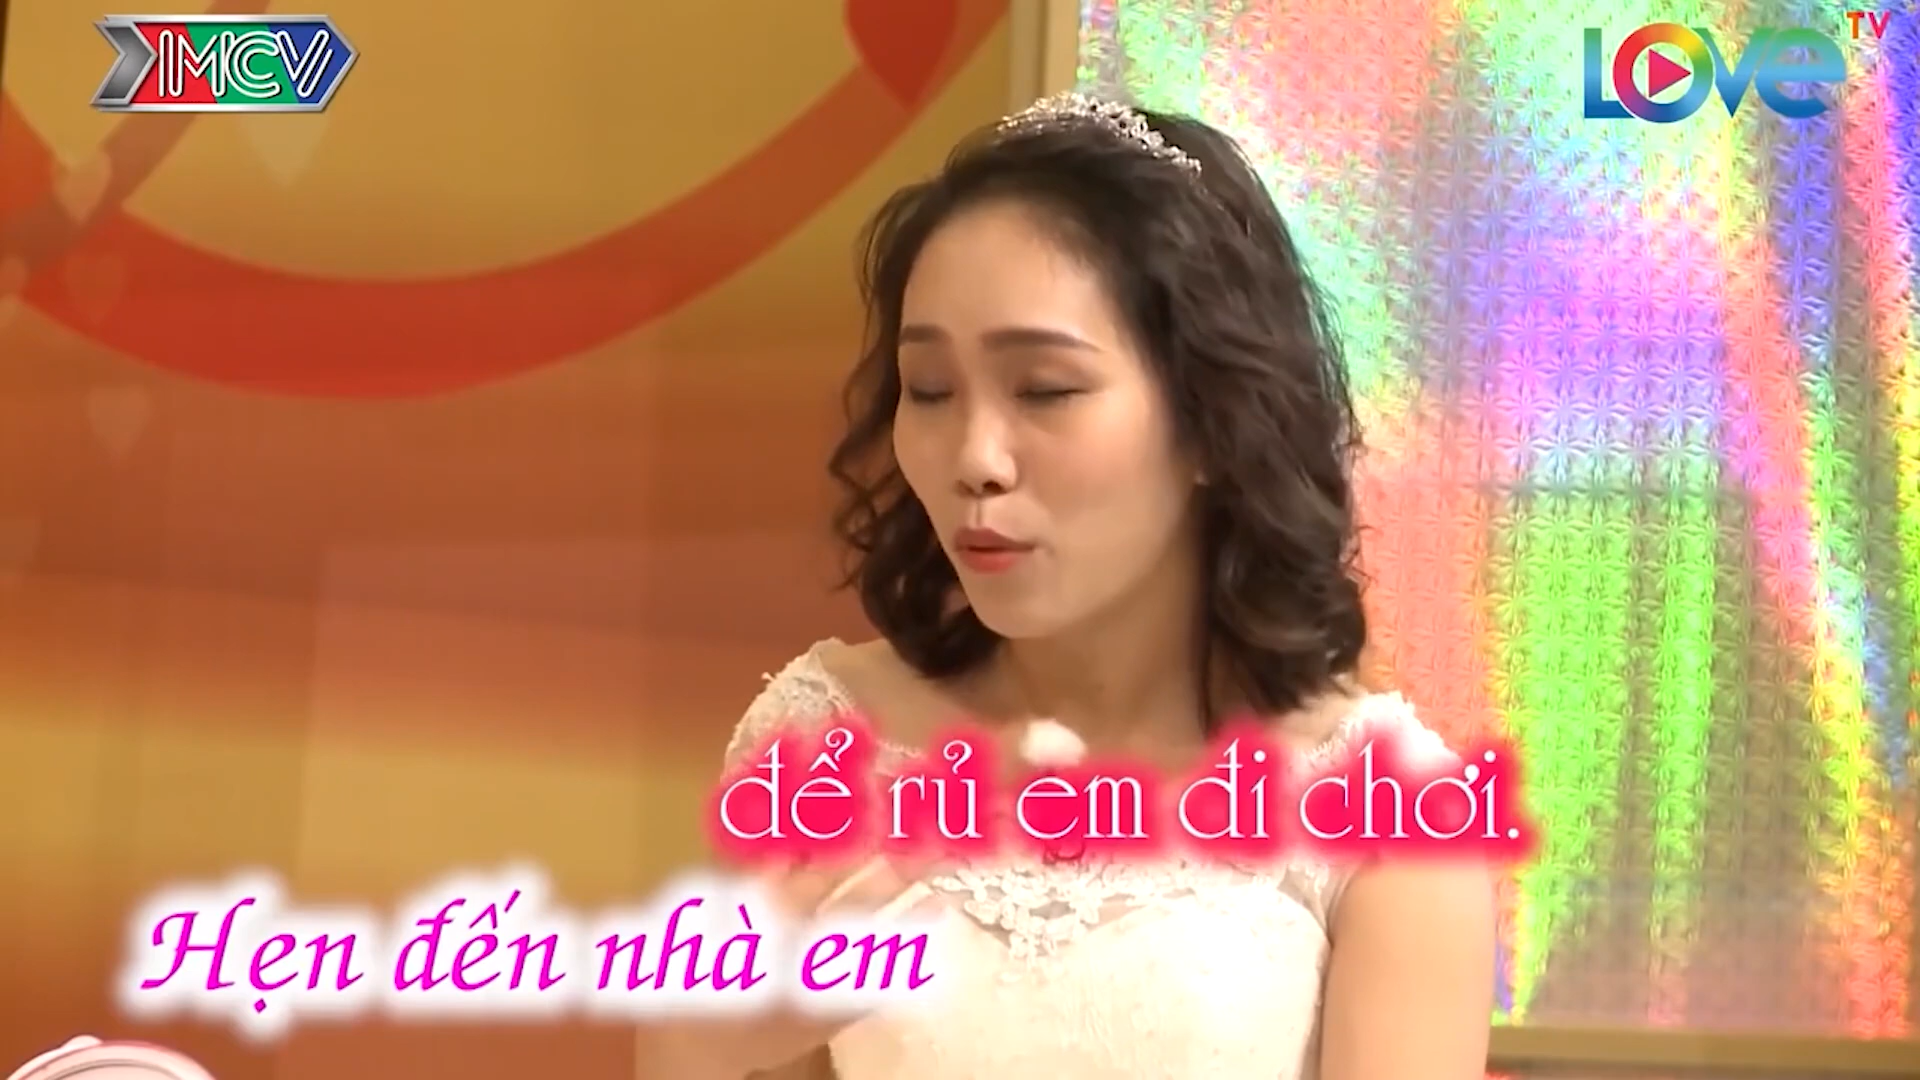 MCV
LOVE TV
để rủ em đi chơi.
Hẹn đến nhà em